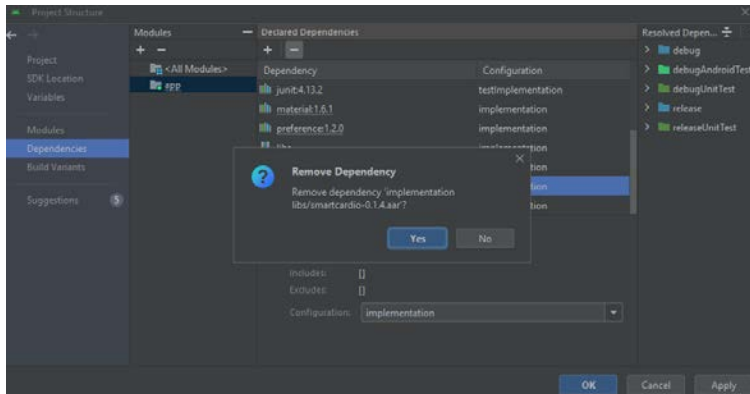 Project Structure
Project
SDK Location
Variables
Modules
Dependencies
Build Variants
Suggestions 5
Modules
<All Modules>
app
Declared Dependencies
Dependency Configuration
junit:4.13.2 testImplementation
material:1.6.1 implementation
preference:1.2.0 implementation
Remove Dependency
Remove dependency 'implementation
libs/smartcardio-8.1.4.aar'?
Yes No
Includes: []
Excludes: []
Configuration: implementation
Resolved Depen...
debug
debugAndroidTest
debugUnitTest
release
releaseUnitTest
OK Cancel Apply